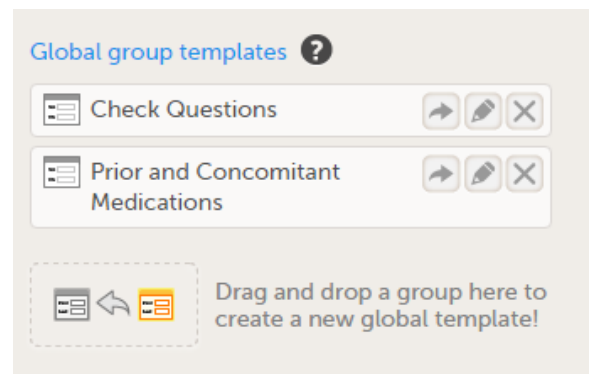 Global group templates ?
Check Questions
Prior and Concomitant
Medications
Drag and drop a group here to
create a new global template!